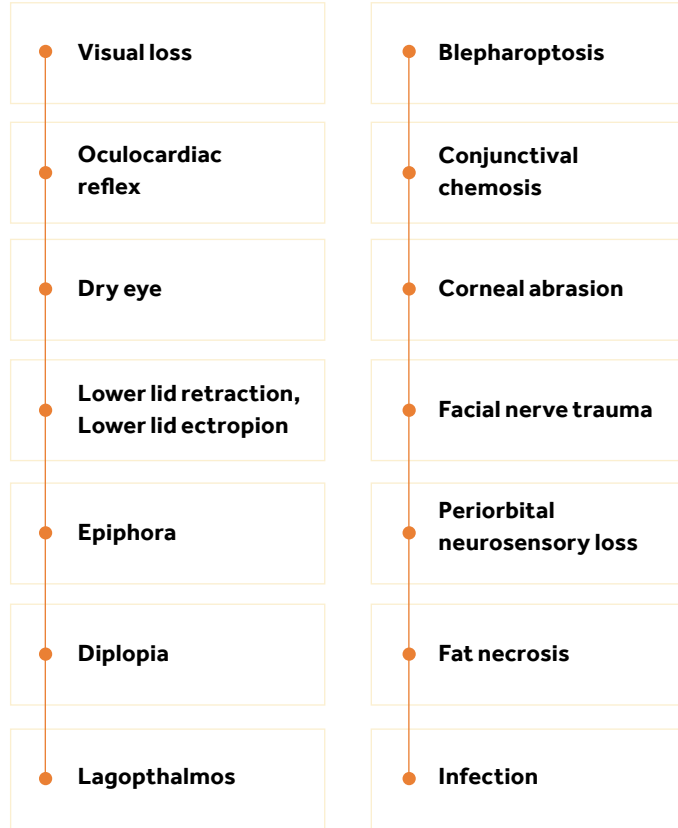 Visual loss
Oculocardiac
reflex
Dry eye
Lower lid retraction,
Lower lid ectropion
Epiphora
Diplopia
Lagopthalmos
Blepharoptosis
Conjunctival
chemosis
Corneal abrasion
Facial nerve trauma
Periorbital
neurosensory loss
Fat necrosis
Infection